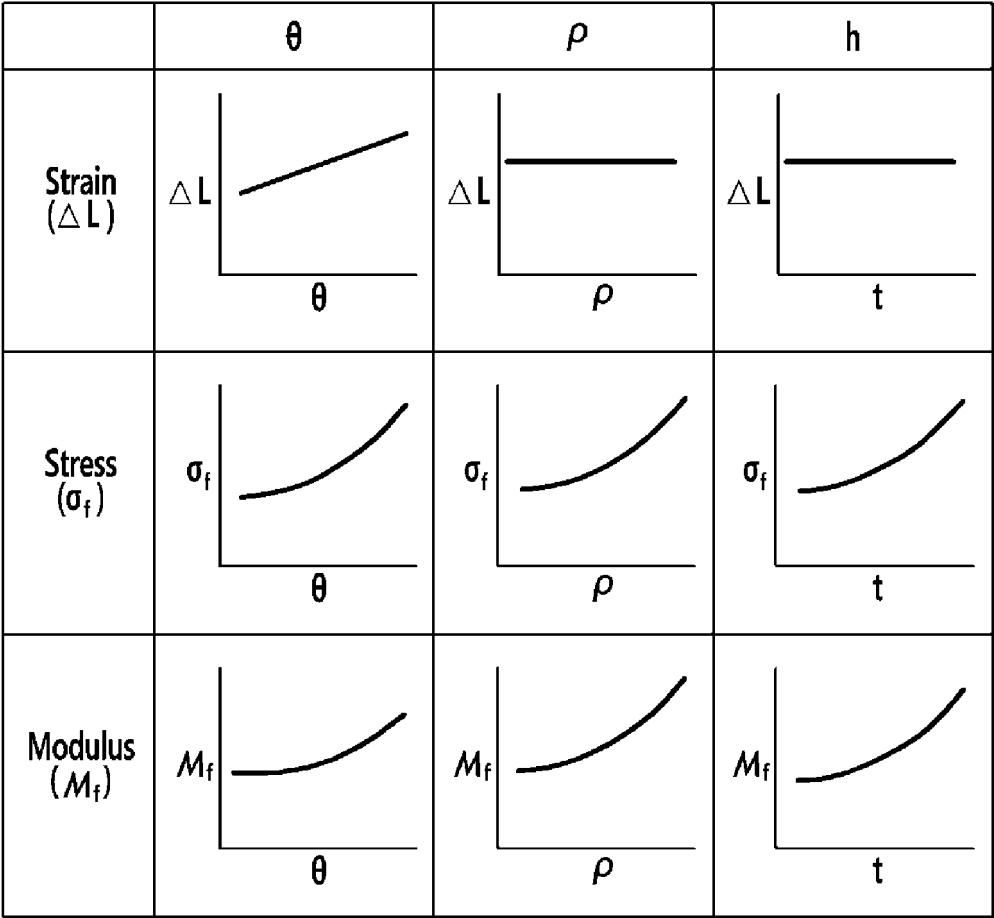 θ ρ h
Strain
(△L)
△L
θ
△L
ρ
△L
t
Stress
(σf)
σf
θ
σf
ρ
σf
t
Modulus
(Mf)
Mf
θ
Mf
ρ
Mf
t